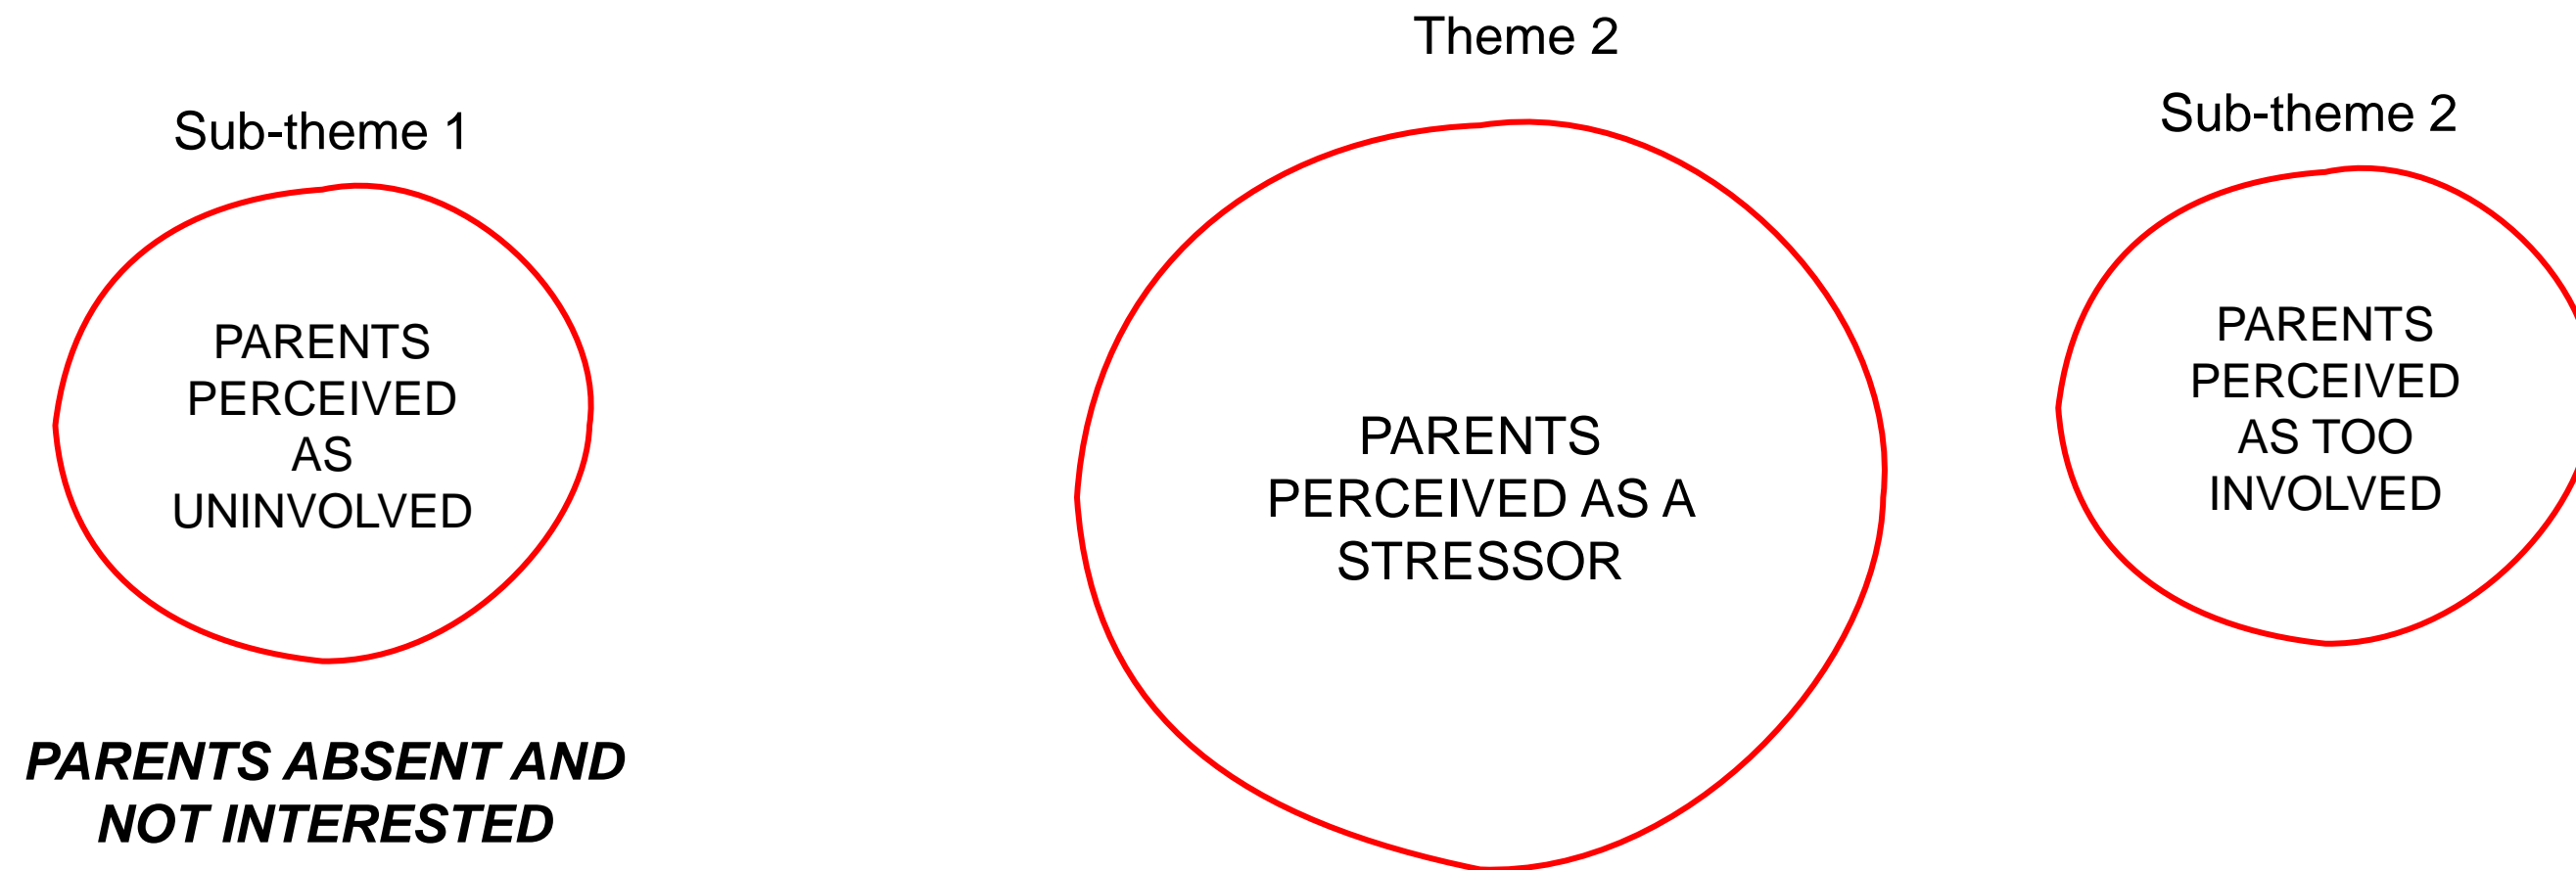 Theme 2
Sub-theme 1
PARENTS
PERCEIVED
AS
UNINVOLVED
PARENTS ABSENT AND
NOT INTERESTED
PARENTS
PERCEIVED AS A
STRESSOR
Sub-theme 2
PARENTS
PERCEIVED
AS TOO
INVOLVED